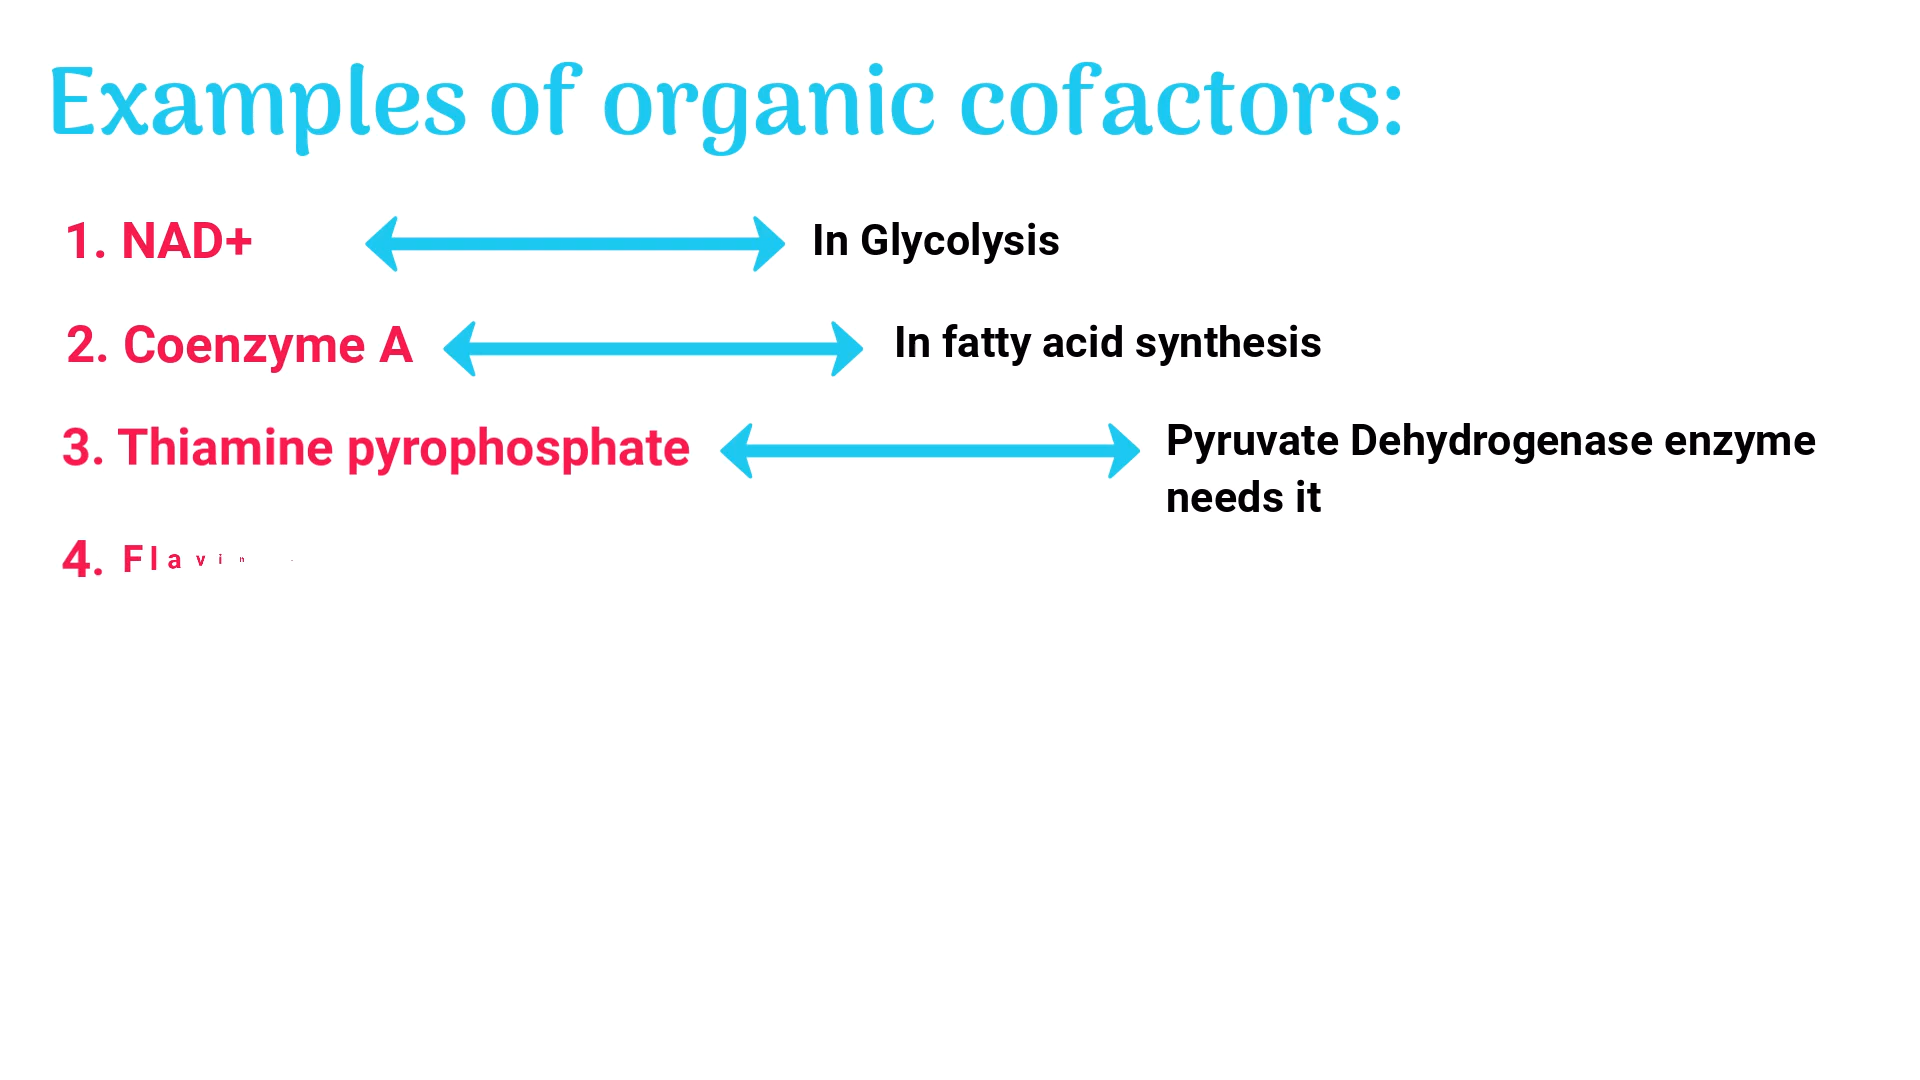 Examples of organic cofactors:
1. NAD+ In Glycolysis
2. Coenzyme A In fatty acid synthesis
3. Thiamine pyrophosphate Pyruvate Dehydrogenase enzyme
needs it
4. Flavin